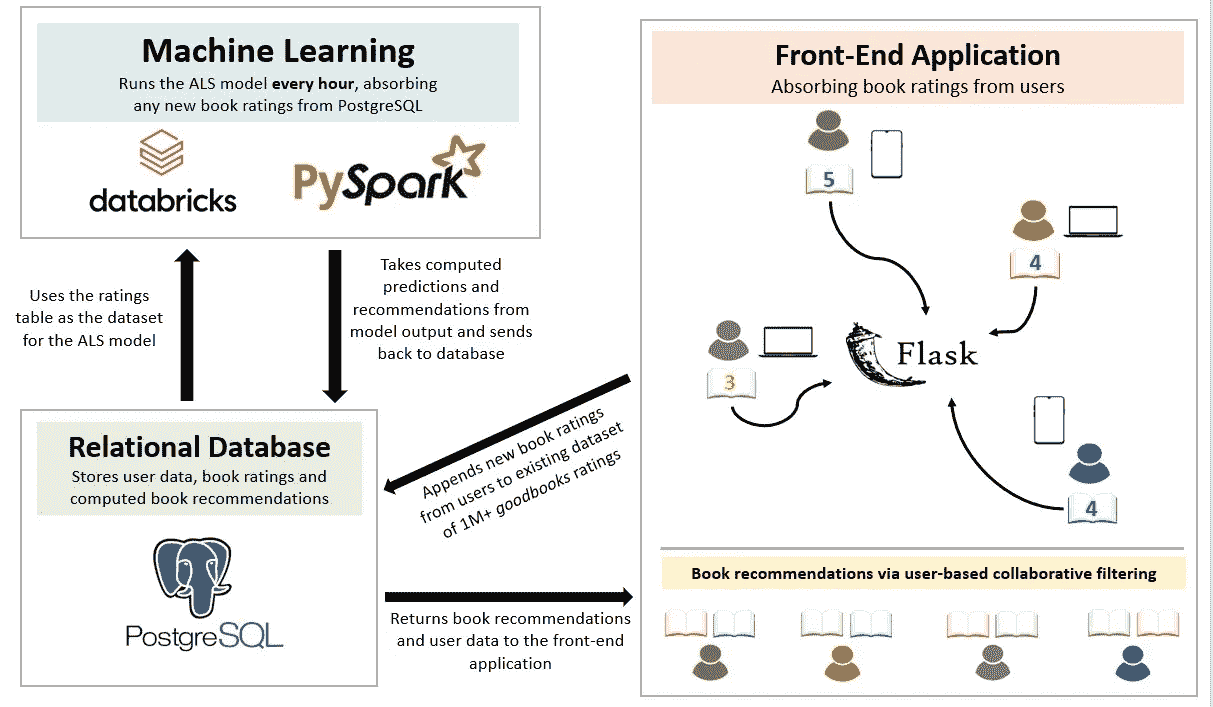 Machine Learning
Runs the ALS model every hour, absorbing
any new book ratings from PostgreSQL
databricks
PySpark
Uses the ratings
table as the dataset
for the ALS model
Takes computed
predictions and
recommendations from
model output and sends
back to database
Relational Database
Stores user data, book ratings and
computed book recommendations
PostgreSQL
Appends new book ratings
from users to existing dataset
of 1M+ goodbooks ratings
Returns book recommendations
and user data to the front-end
application
Front-End Application
Absorbing book ratings from users
5
4
3
Flask
4
Book recommendations via user-based collaborative filtering